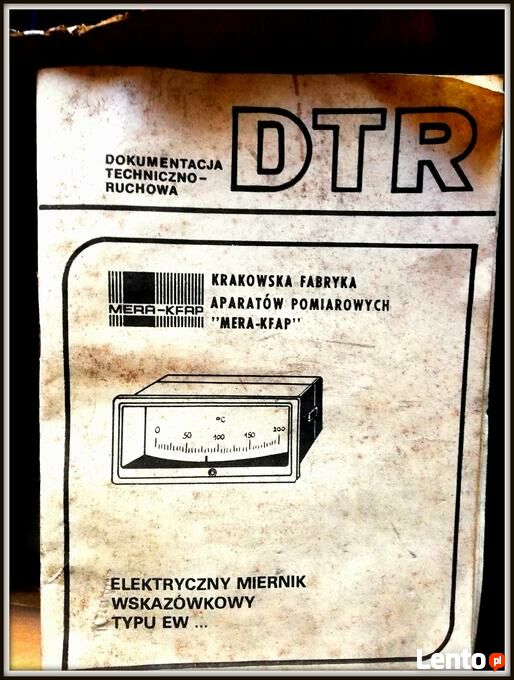 DTR
DOKUMENTACJA
TECHNICZNO-
RUCHOWA
MERA-KFAP
KRAKOWSKA FABRYKA
APARATÓW POMIAROWYCH
"MERA-KFAP"
°C
0 50 100 150 200
ELEKTRYCZNY MIERNIK
WSKAZÓWKOWY
TYPU EW ...
Lento.pl